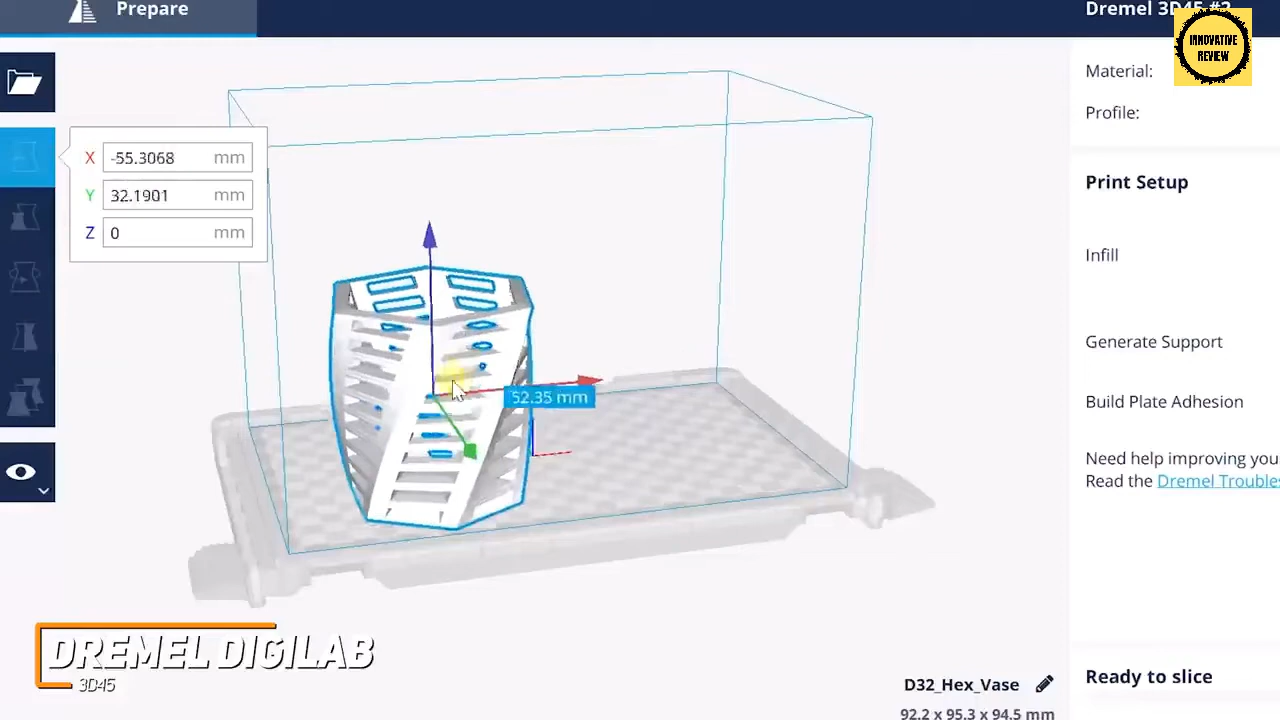 Prepare
Dremel 3D45 #2
INNOVATIVE
REVIEW
Material:
Profile:
X -55.3068 mm
Y 32.1901 mm
Z 0 mm
Print Setup
Infill
52.35 mm
Generate Support
Build Plate Adhesion
Need help improving you
Read the Dremel Trouble
DREMEL DIGILAB
3D45
Ready to slice
D32_Hex_Vase
92.2 x 95.3 x 94.5 mm